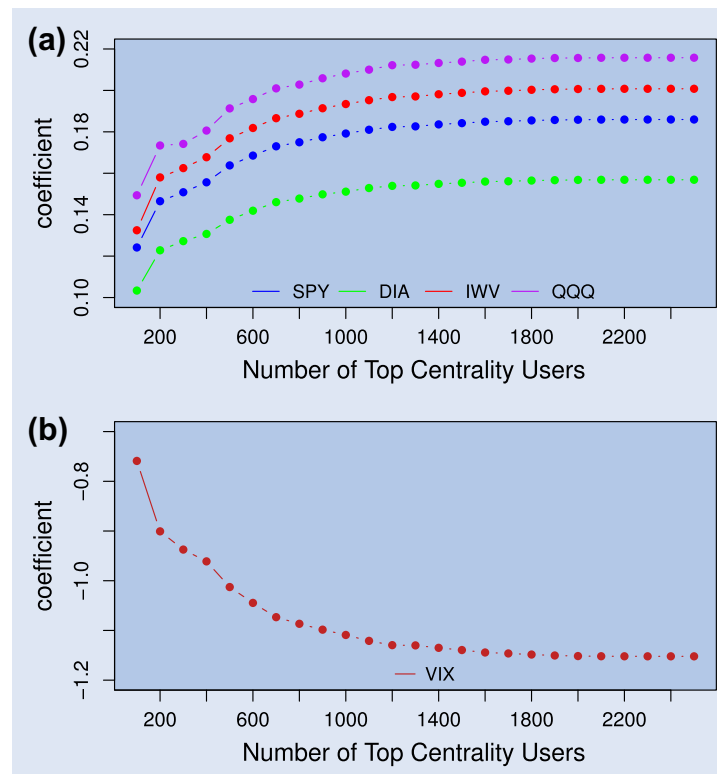 (a)
coefficient
0.22
0.18
0.14
0.10
SPY DIA IWV QQQ
200 600 1000 1400 1800 2200
Number of Top Centrality Users
(b)
coefficient
−0.8
−1.0
−1.2
VIX
200 600 1000 1400 1800 2200
Number of Top Centrality Users